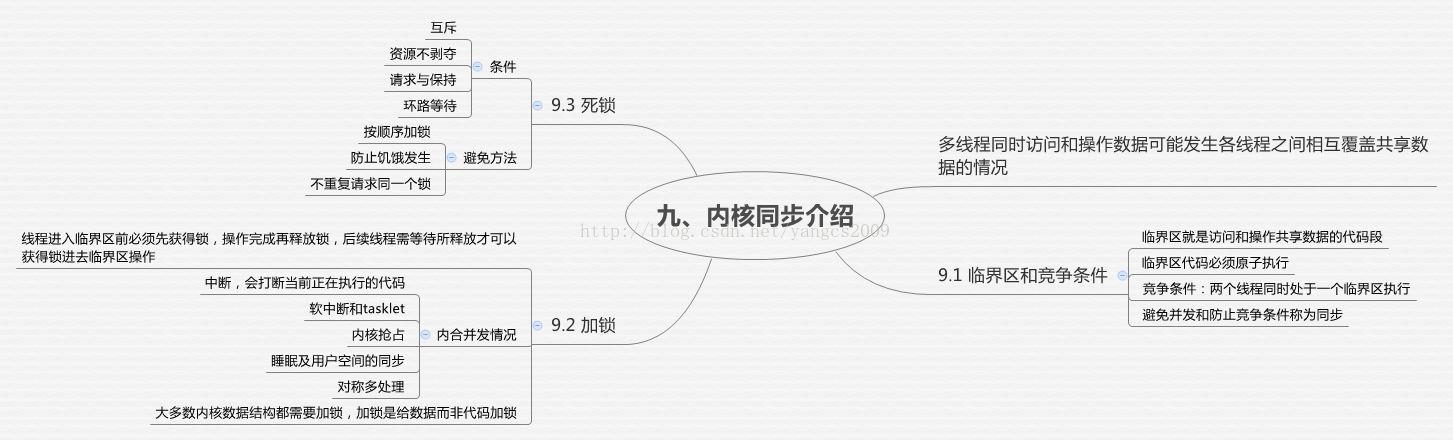 九、内核同步介绍
http://blog.csdn.net/yangcs2009
多线程同时访问和操作数据可能发生各线程之间相互覆盖共享数
据的情况
9.1 临界区和竞争条件
临界区就是访问和操作共享数据的代码段
临界区代码必须原子执行
竞争条件：两个线程同时处于一个临界区执行
避免并发和防止竞争条件称为同步
9.2 加锁
线程进入临界区前必须先获得锁，操作完成再释放锁，后续线程需等待所释放才可以
获得锁进去临界区操作
内合并发情况
中断，会打断当前正在执行的代码
软中断和tasklet
内核抢占
睡眠及用户空间的同步
对称多处理
大多数内核数据结构都需要加锁，加锁是给数据而非代码加锁
9.3 死锁
条件
互斥
资源不剥夺
请求与保持
环路等待
避免方法
按顺序加锁
防止饥饿发生
不重复请求同一个锁